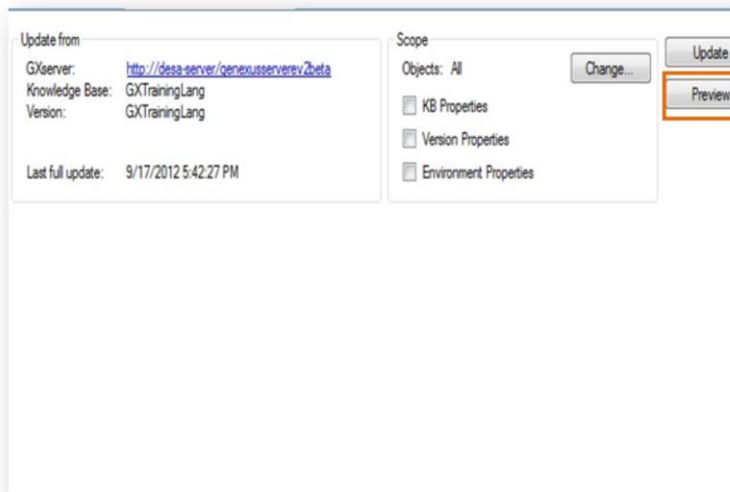 Update from
GXserver: http://desa-server/genexusserverev2beta
Knowledge Base: GXTrainingLang
Version: GXTrainingLang
Last full update: 9/17/2012 5:42:27 PM
Scope
Objects: All
Change...
KB Properties
Version Properties
Environment Properties
Update
Preview